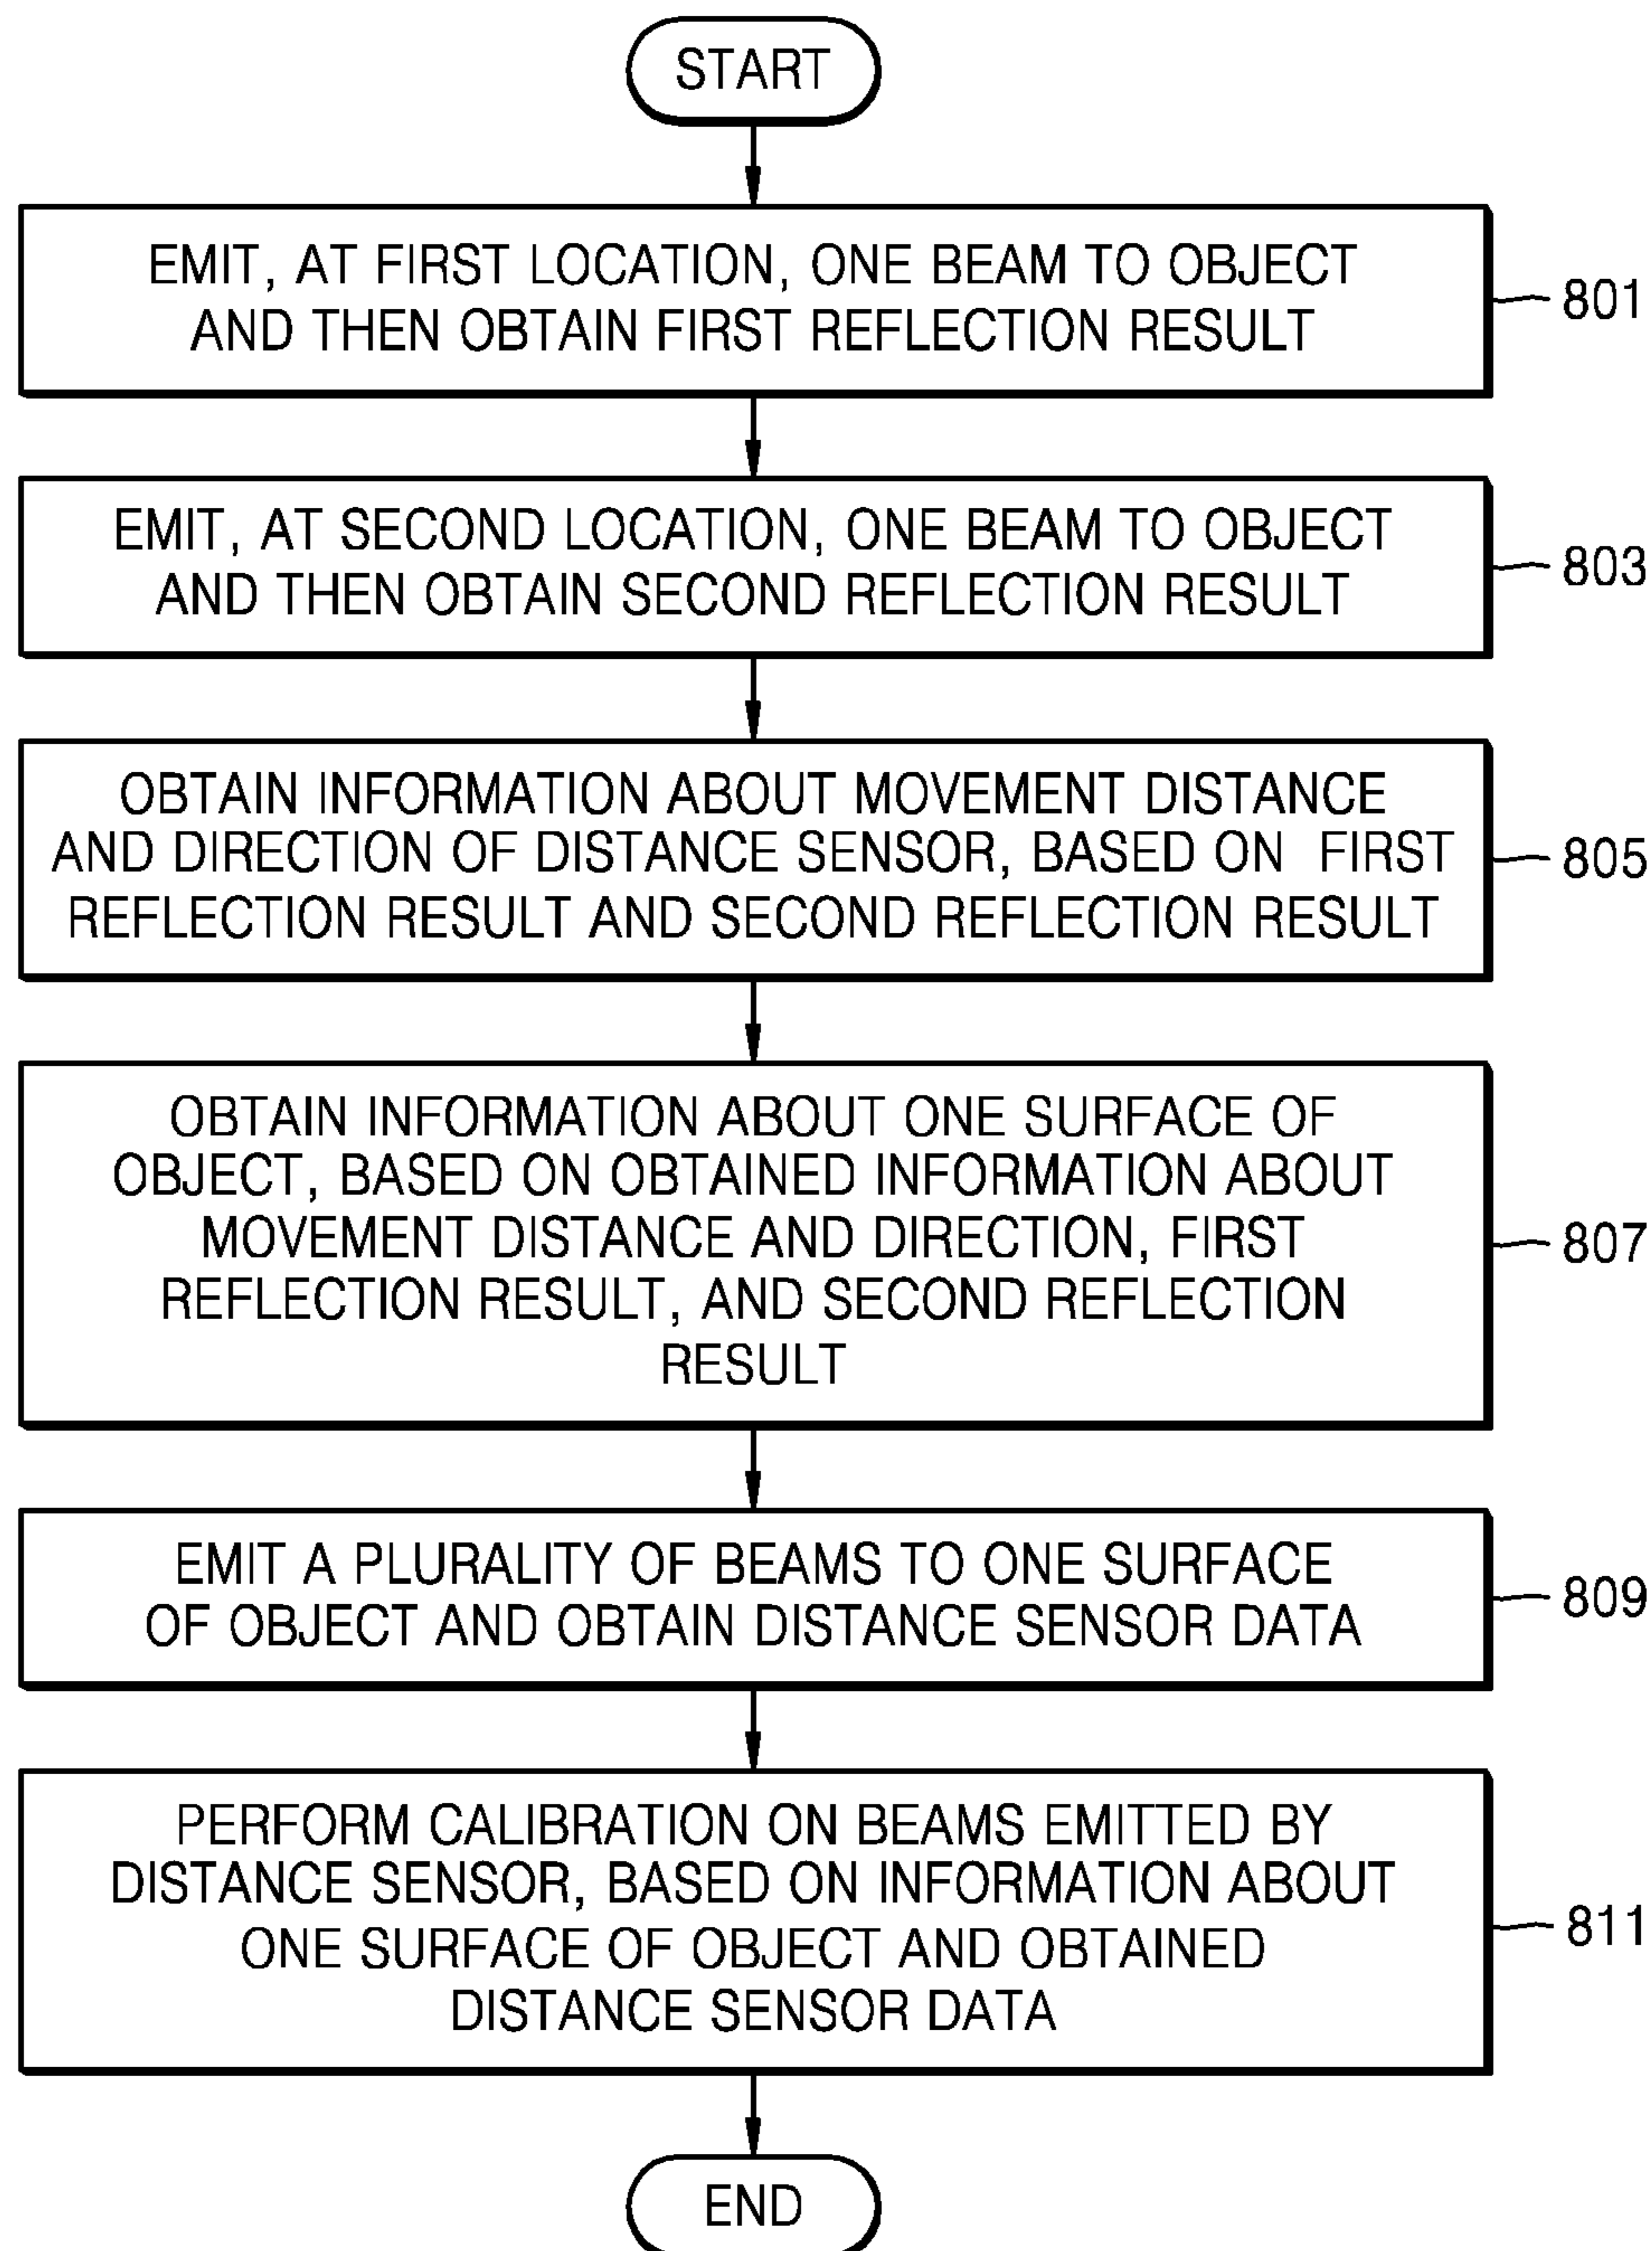 START
EMIT, AT FIRST LOCATION, ONE BEAM TO OBJECT
AND THEN OBTAIN FIRST REFLECTION RESULT
801
EMIT, AT SECOND LOCATION, ONE BEAM TO OBJECT
AND THEN OBTAIN SECOND REFLECTION RESULT
803
OBTAIN INFORMATION ABOUT MOVEMENT DISTANCE
AND DIRECTION OF DISTANCE SENSOR, BASED ON FIRST
REFLECTION RESULT AND SECOND REFLECTION RESULT
805
OBTAIN INFORMATION ABOUT ONE SURFACE OF
OBJECT, BASED ON OBTAINED INFORMATION ABOUT
MOVEMENT DISTANCE AND DIRECTION, FIRST
REFLECTION RESULT, AND SECOND REFLECTION
RESULT
807
EMIT A PLURALITY OF BEAMS TO ONE SURFACE
OF OBJECT AND OBTAIN DISTANCE SENSOR DATA
809
PERFORM CALIBRATION ON BEAMS EMITTED BY
DISTANCE SENSOR, BASED ON INFORMATION ABOUT
ONE SURFACE OF OBJECT AND OBTAINED
DISTANCE SENSOR DATA
811
END